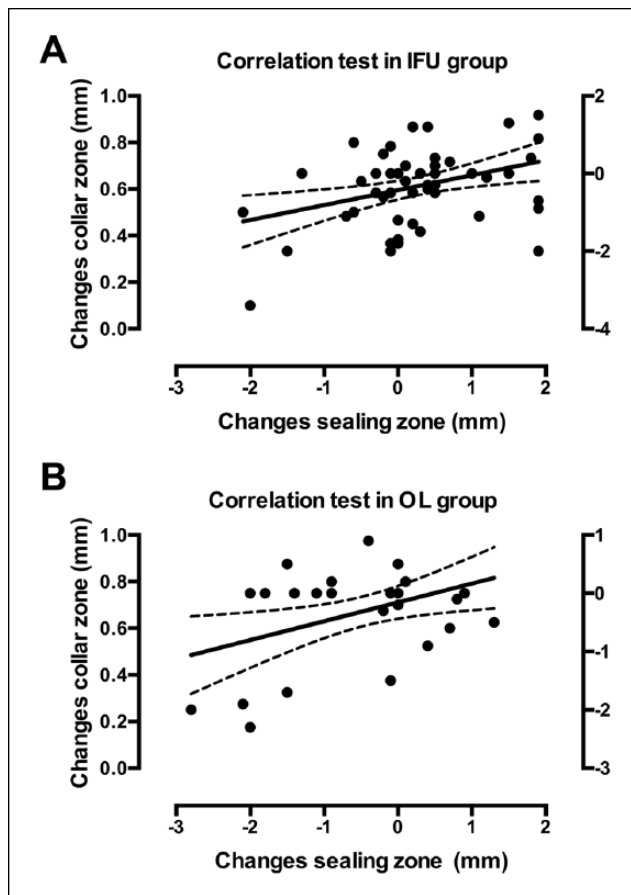 A
Correlation test in IFU group
Changes collar zone (mm)
1.0
0.8
0.6
0.4
0.2
0.0
2
0
-2
-4
-3 -2 -1 0 1 2
Changes sealing zone (mm)
B
Correlation test in OL group
Changes collar zone (mm)
1.0
0.8
0.6
0.4
0.2
0.0
1
0
-1
-2
-3
-3 -2 -1 0 1 2
Changes sealing zone (mm)